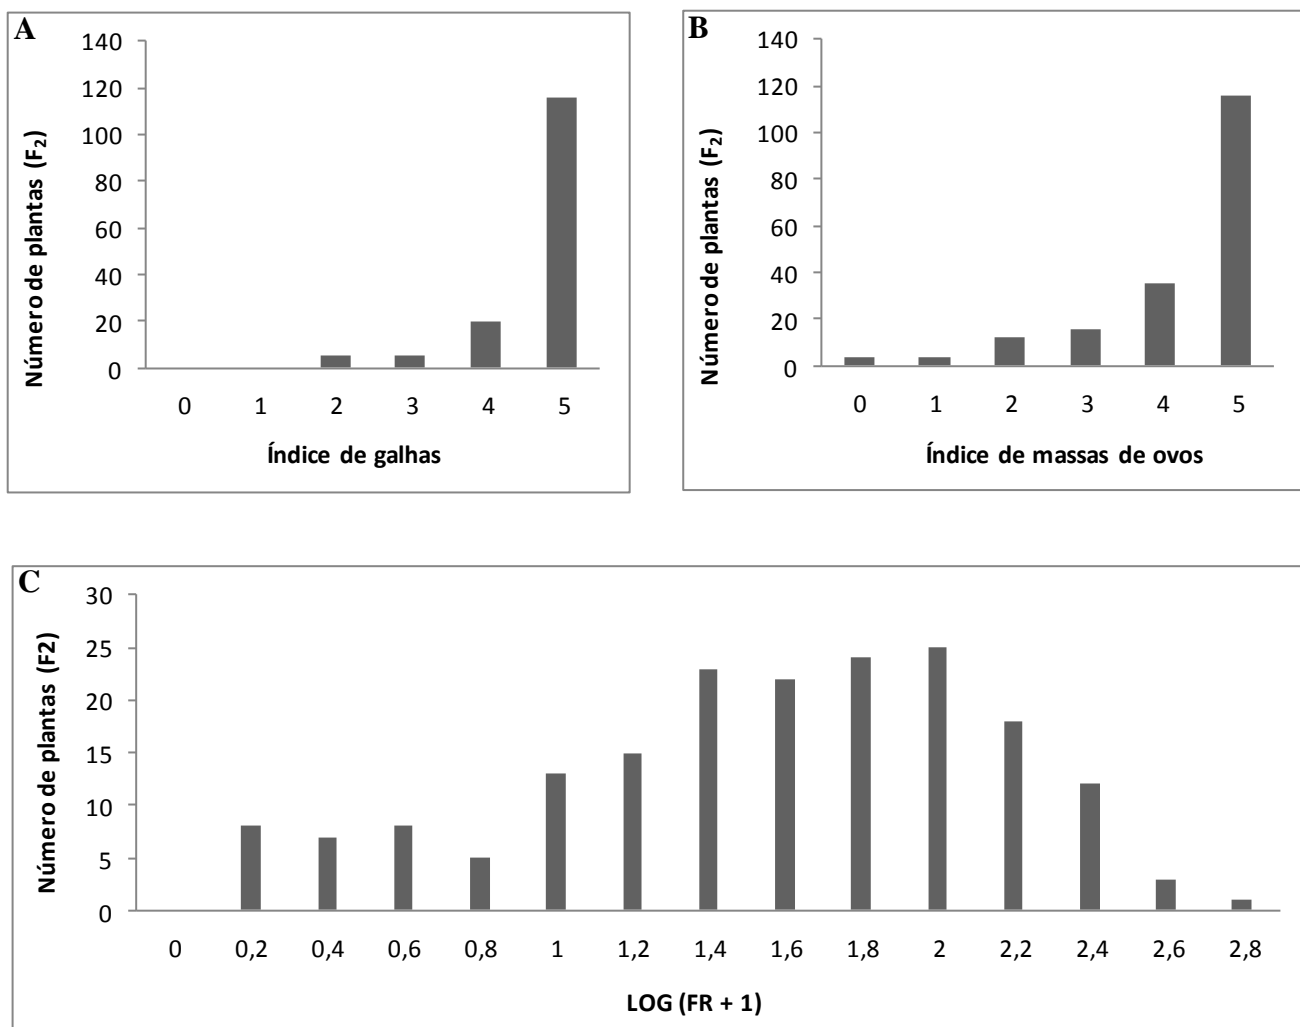 A
140
120
100
80
60
40
20
0
Número de plantas (F₂)
0 1 2 3 4 5
Índice de galhas
B
140
120
100
80
60
40
20
0
Número de plantas (F₂)
0 1 2 3 4 5
Índice de massas de ovos
C
30
25
20
15
10
5
0
Número de plantas (F2)
0 0,2 0,4 0,6 0,8 1 1,2 1,4 1,6 1,8 2 2,2 2,4 2,6 2,8
LOG (FR + 1)